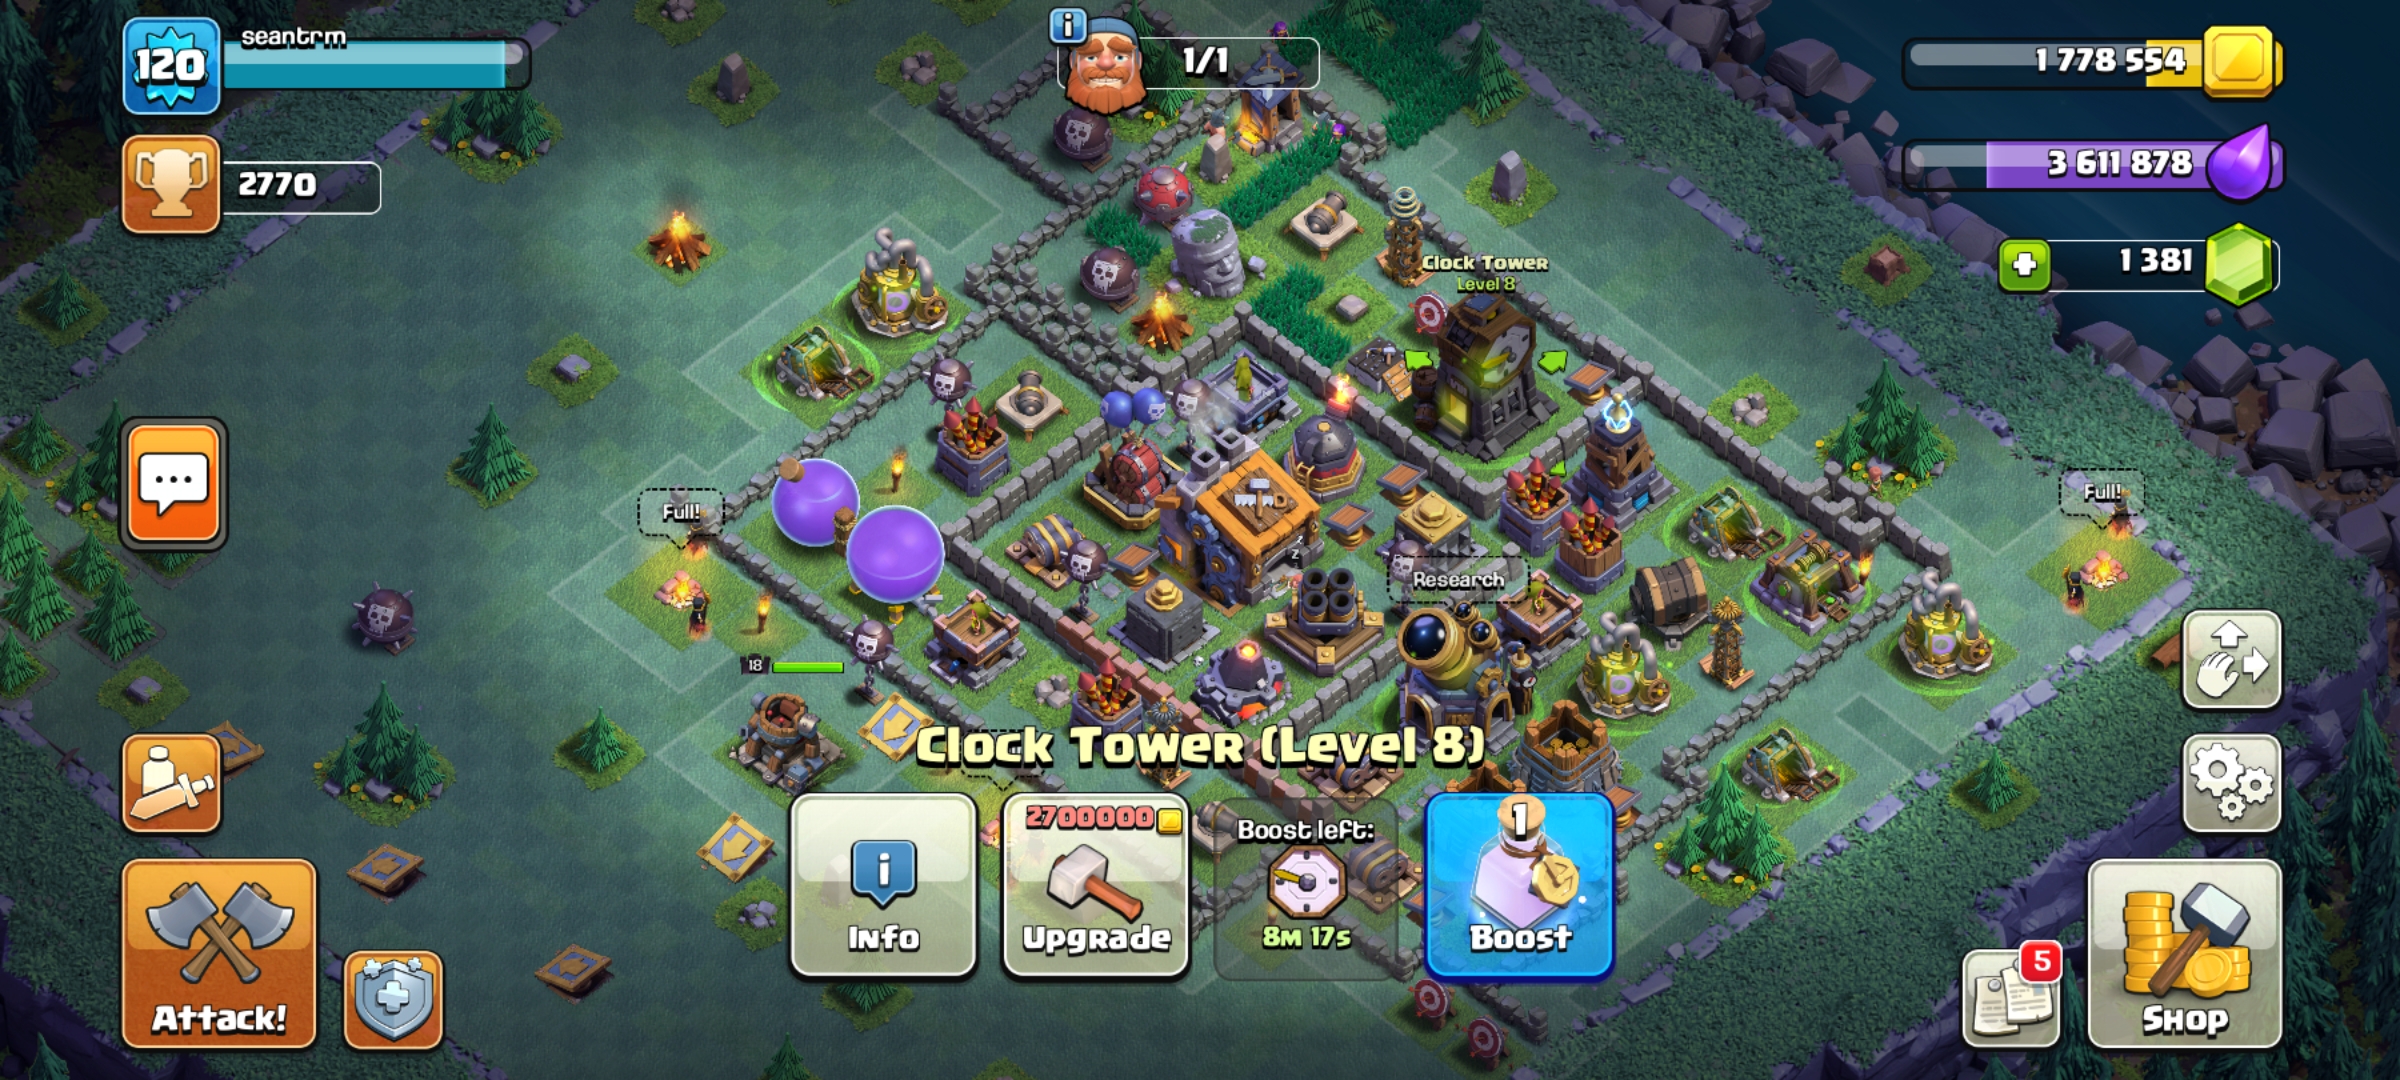 120
seantrm
1/1
1 778 554
2770
3 611 878
1 381
Clock Tower
Level 8
Full!
Full!
Research
18
Clock Tower (Level 8)
2700000
Boost left:
1
Info
Upgrade
8m 17s
Boost
Attack!
5
Shop